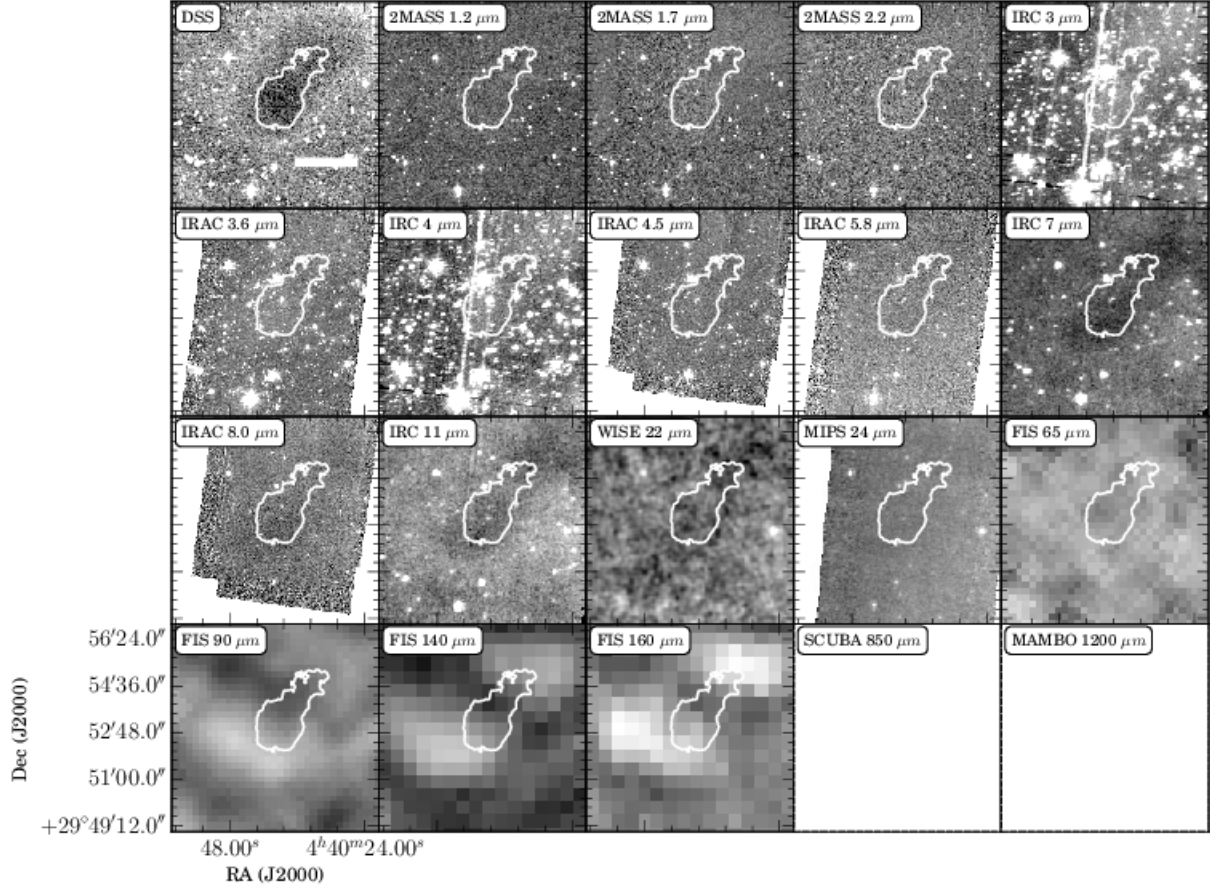 DSS
2MASS 1.2 μm
2MASS 1.7 μm
2MASS 2.2 μm
IRC 3 μm
IRAC 3.6 μm
IRC 4 μm
IRAC 4.5 μm
IRAC 5.8 μm
IRC 7 μm
IRAC 8.0 μm
IRC 11 μm
WISE 22 μm
MIPS 24 μm
FIS 65 μm
FIS 90 μm
FIS 140 μm
FIS 160 μm
SCUBA 850 μm
MAMBO 1200 μm
56′24.0″
54′36.0″
52′48.0″
51′00.0″
+29°49′12.0″
Dec (J2000)
48.00ˢ
4ʰ40ᵐ24.00ˢ
RA (J2000)